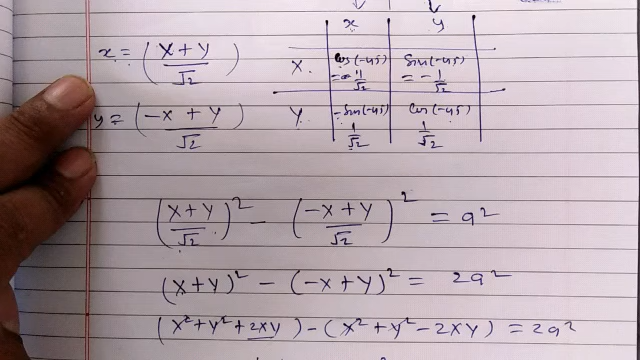 x y
x = (X + Y / √2) X. cos(-45) = 1/√2 sin(-45) = -1/√2
y = (-X + Y / √2) Y -sin(-45) 1/√2 cos(-45) 1/√2
(X + Y / √2)² - (-X + Y / √2)² = a²
(X + Y)² - (-X + Y)² = 2a²
(X² + Y² + 2XY) - (X² + Y² - 2XY) = 2a²